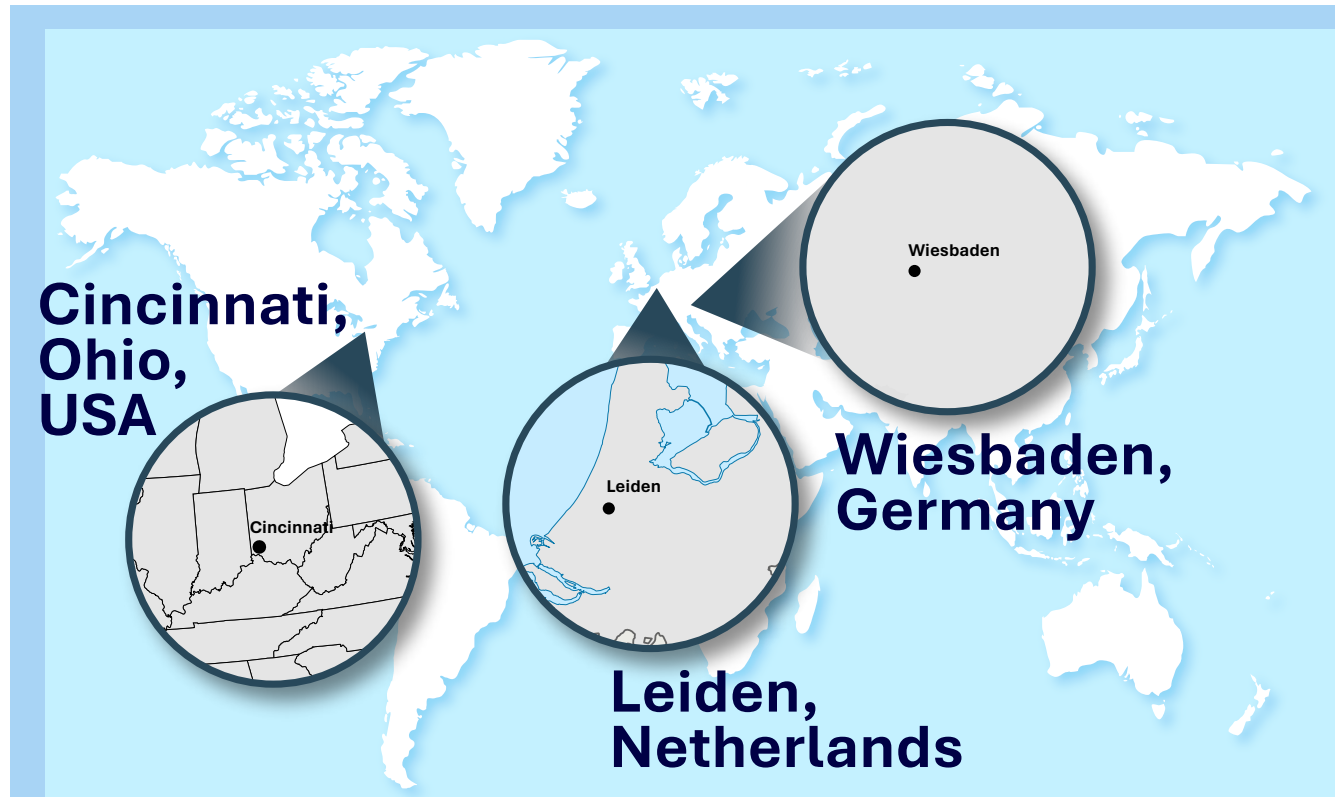 Wiesbaden
Cincinnati,
Ohio,
USA
Wiesbaden,
Germany
Leiden
Cincinnati
Leiden,
Netherlands